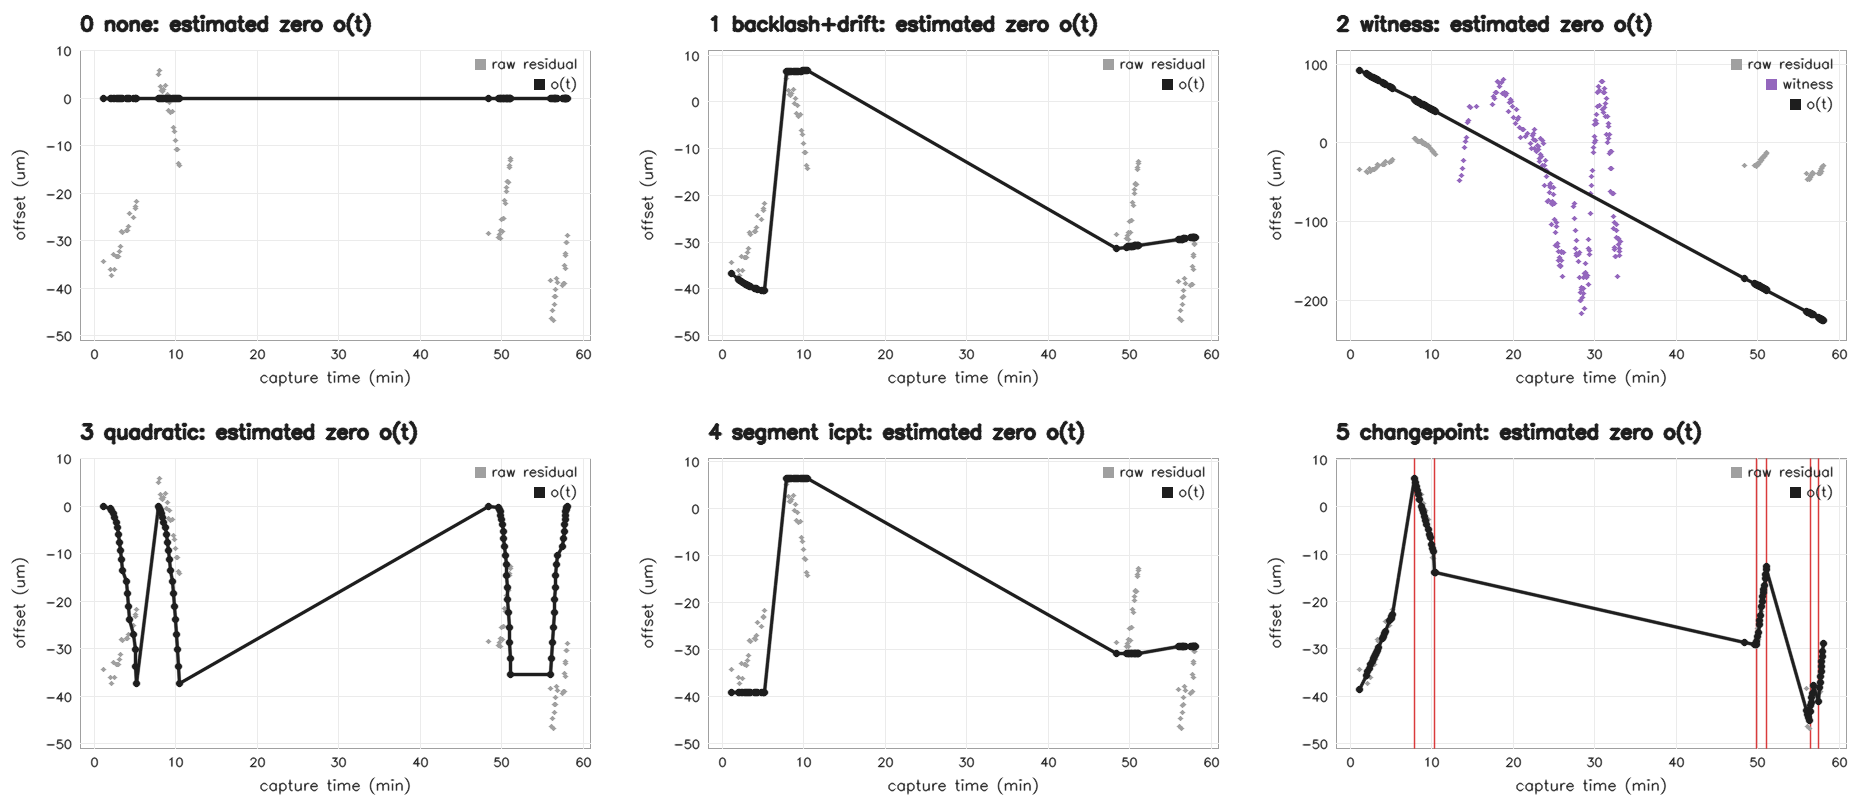 0 none: estimated zero o(t)
10
0
−10
−20
−30
−40
−50
0
10
20
30
40
50
60
offset (um)
capture time (min)
raw residual
o(t)
1 backlash+drift: estimated zero o(t)
10
0
−10
−20
−30
−40
−50
0
10
20
30
40
50
60
offset (um)
capture time (min)
raw residual
o(t)
2 witness: estimated zero o(t)
100
0
−100
−200
0
10
20
30
40
50
60
offset (um)
capture time (min)
raw residual
witness
o(t)
3 quadratic: estimated zero o(t)
10
0
−10
−20
−30
−40
−50
0
10
20
30
40
50
60
offset (um)
capture time (min)
raw residual
o(t)
4 segment icpt: estimated zero o(t)
10
0
−10
−20
−30
−40
−50
0
10
20
30
40
50
60
offset (um)
capture time (min)
raw residual
o(t)
5 changepoint: estimated zero o(t)
10
0
−10
−20
−30
−40
−50
0
10
20
30
40
50
60
offset (um)
capture time (min)
raw residual
o(t)